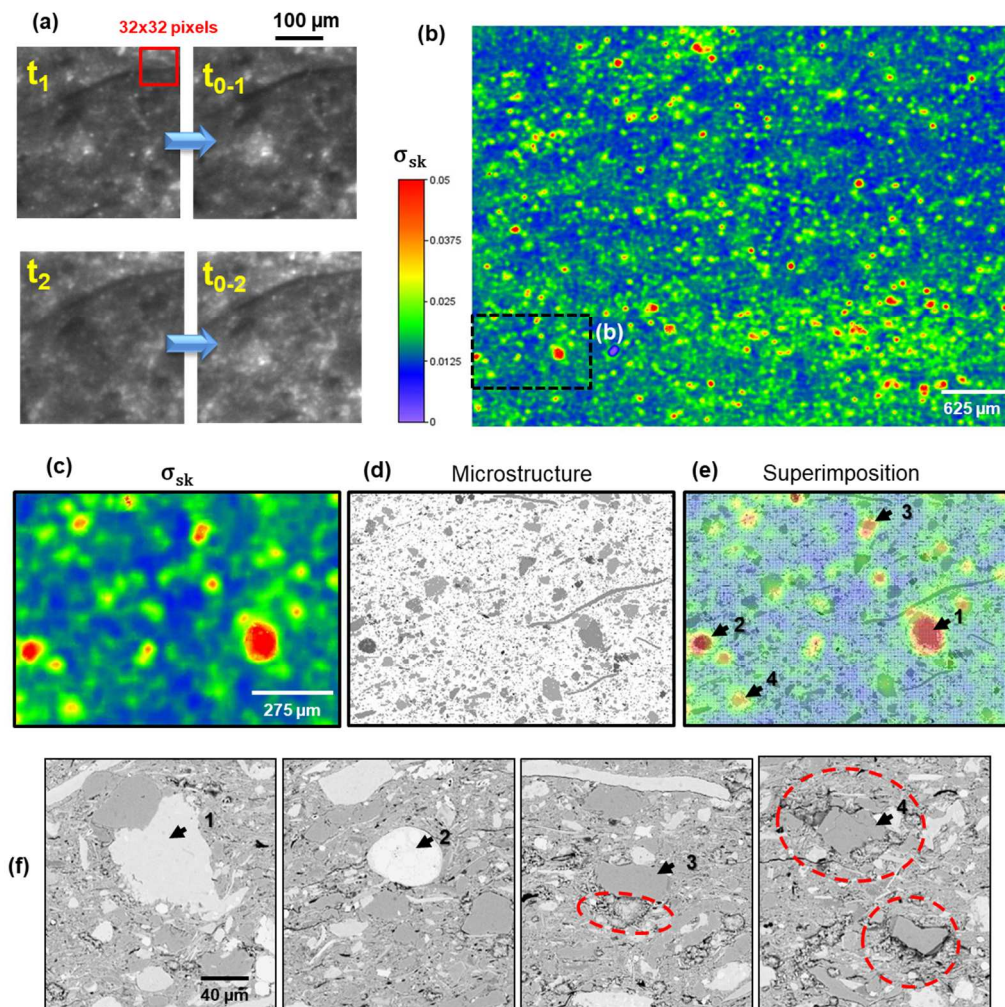 (a)
32x32 pixels
100 μm
t1
t0-1
t2
t0-2
(b)
σsk
0.05
0.0375
0.025
0.0125
0
(b)
625 μm
(c)
σsk
(d)
Microstructure
(e)
Superimposition
275 μm
3
1
2
4
(f)
1
2
3
4
40 μm